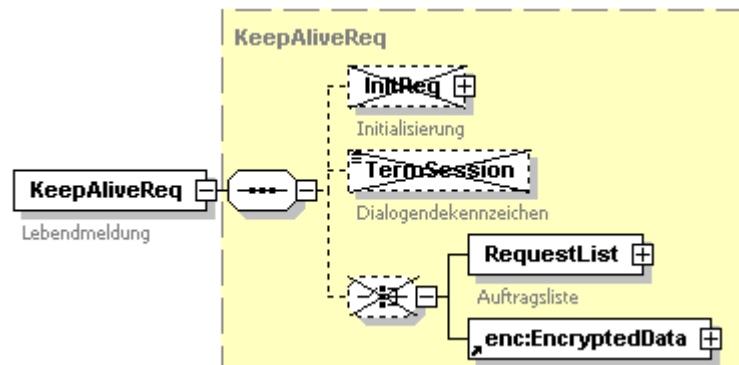 KeepAliveReq
InitReq
Initialisierung
TermSession
Dialogendekennzeichen
KeepAliveReq
Lebendmeldung
RequestList
Auftragsliste
enc:EncryptedData